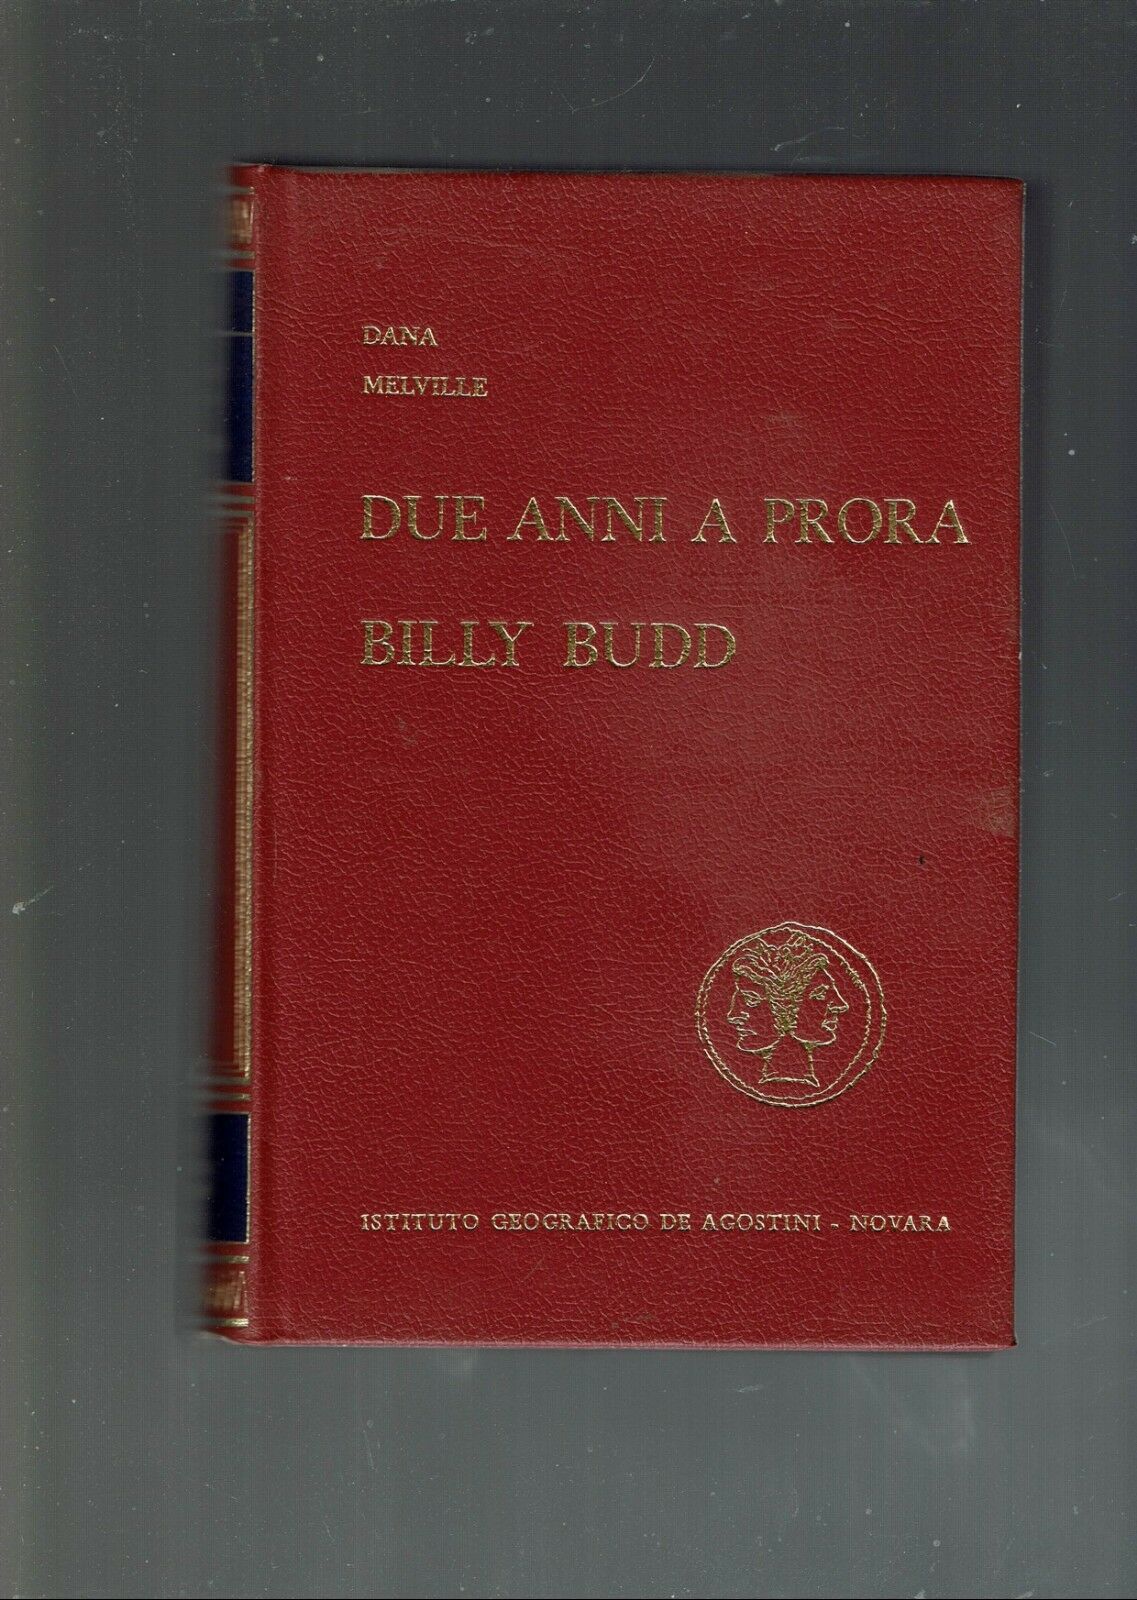 DANA
MELVILLE
DUE ANNI A PRORA
BILLY BUDD
ISTITUTO GEOGRAFICO DE AGOSTINI - NOVARA